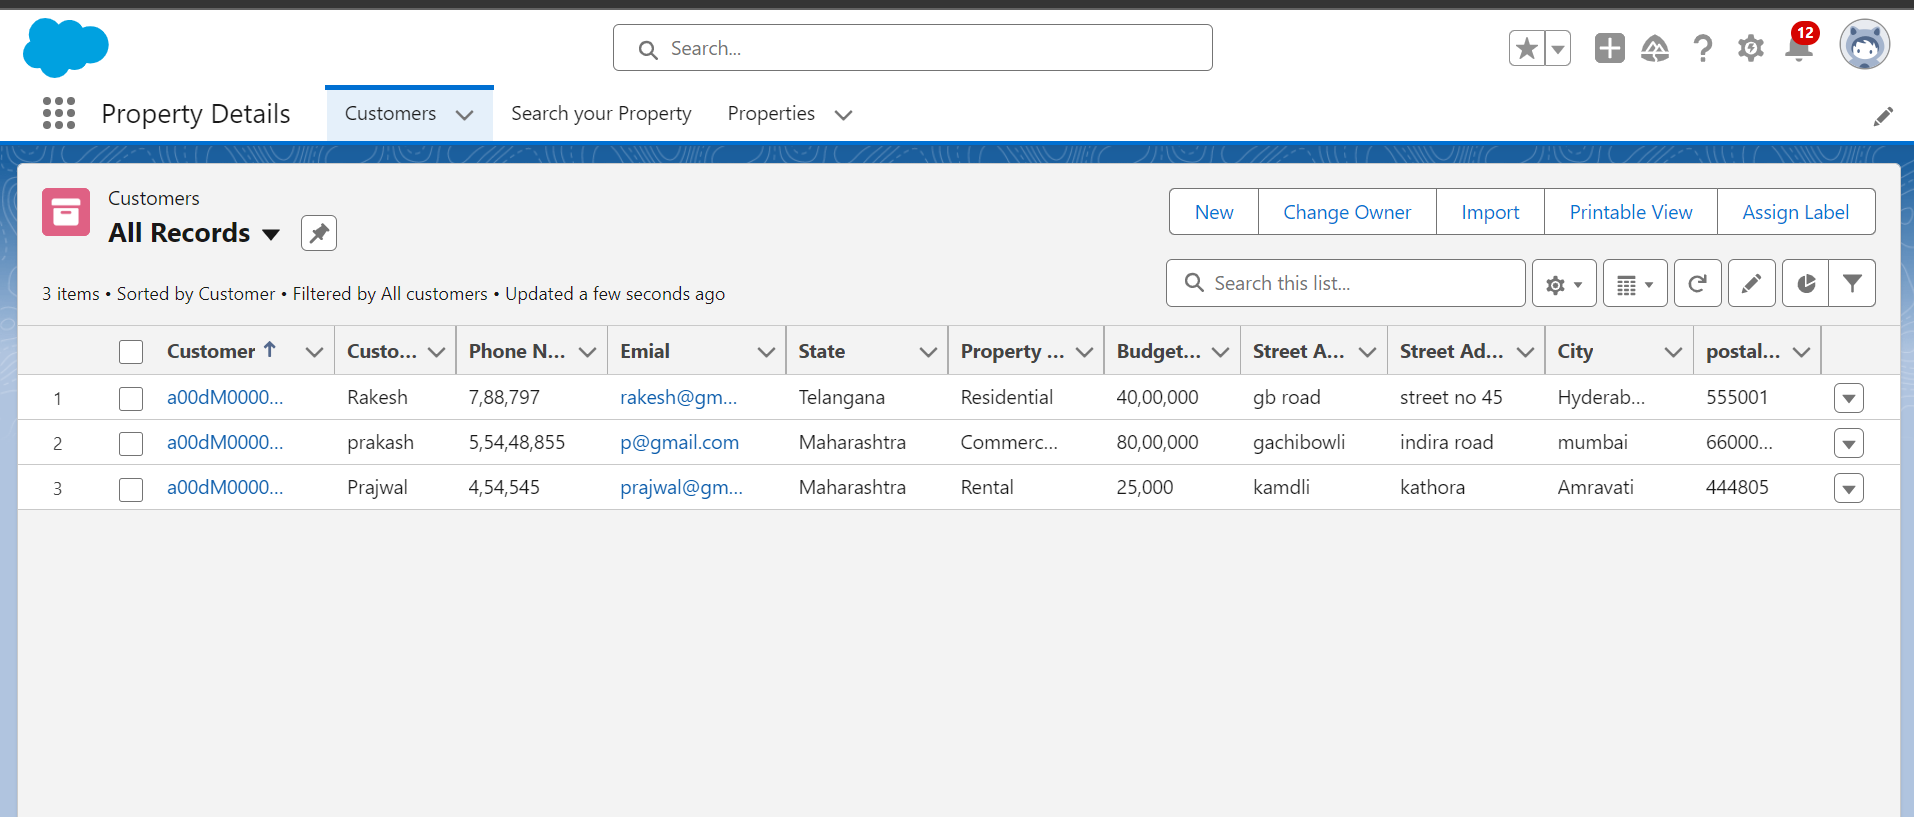 Search...
12
Property Details
Customers
Search your Property
Properties
Customers
All Records
New Change Owner Import Printable View Assign Label
3 items • Sorted by Customer • Filtered by All customers • Updated a few seconds ago
Search this list...
Customer Custo... Phone N... Emial State Property ... Budget... Street A... Street Ad... City postal...
1 a00dM0000... Rakesh 7,88,797 rakesh@gm... Telangana Residential 40,00,000 gb road street no 45 Hyderab... 555001
2 a00dM0000... prakash 5,54,48,855 p@gmail.com Maharashtra Commerc... 80,00,000 gachibowli indira road mumbai 66000...
3 a00dM0000... Prajwal 4,54,545 prajwal@gm... Maharashtra Rental 25,000 kamdli kathora Amravati 444805